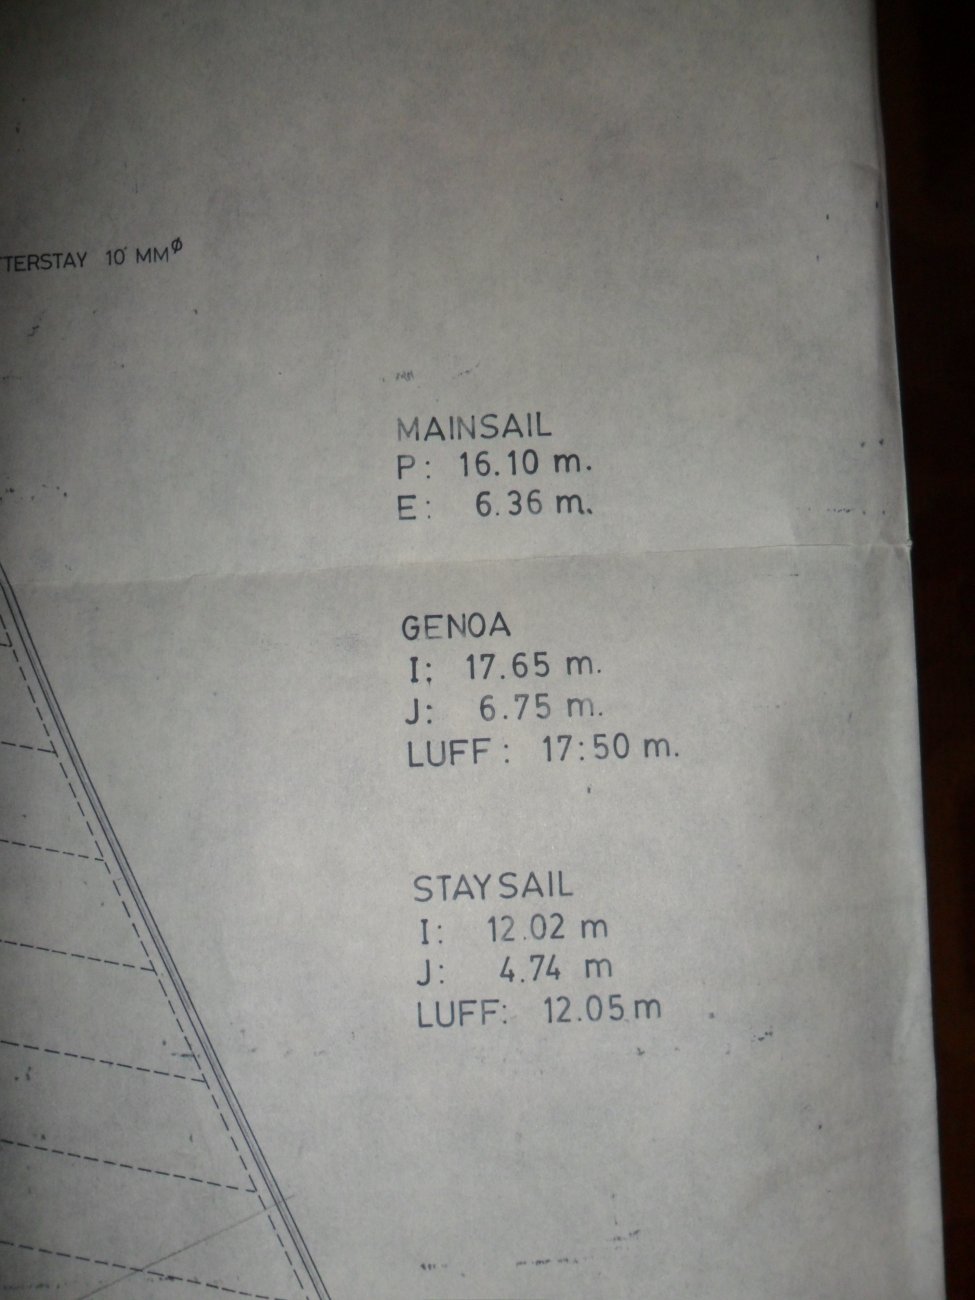 TERSTAY 10 MM⌀
MAINSAIL
P: 16.10 m.
E: 6.36 m.
GENOA
I: 17.65 m.
J: 6.75 m.
LUFF: 17:50 m.
STAYSAIL
I: 12.02 m
J: 4.74 m
LUFF: 12.05 m